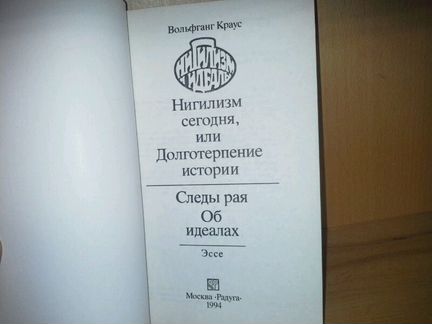 Вольфганг Краус
НИГИЛИЗМ
И ИДЕАЛЫ
Нигилизм
сегодня,
или
Долготерпение
истории
Следы рая
Об
идеалах
Эссе
Москва «Радуга»
1994